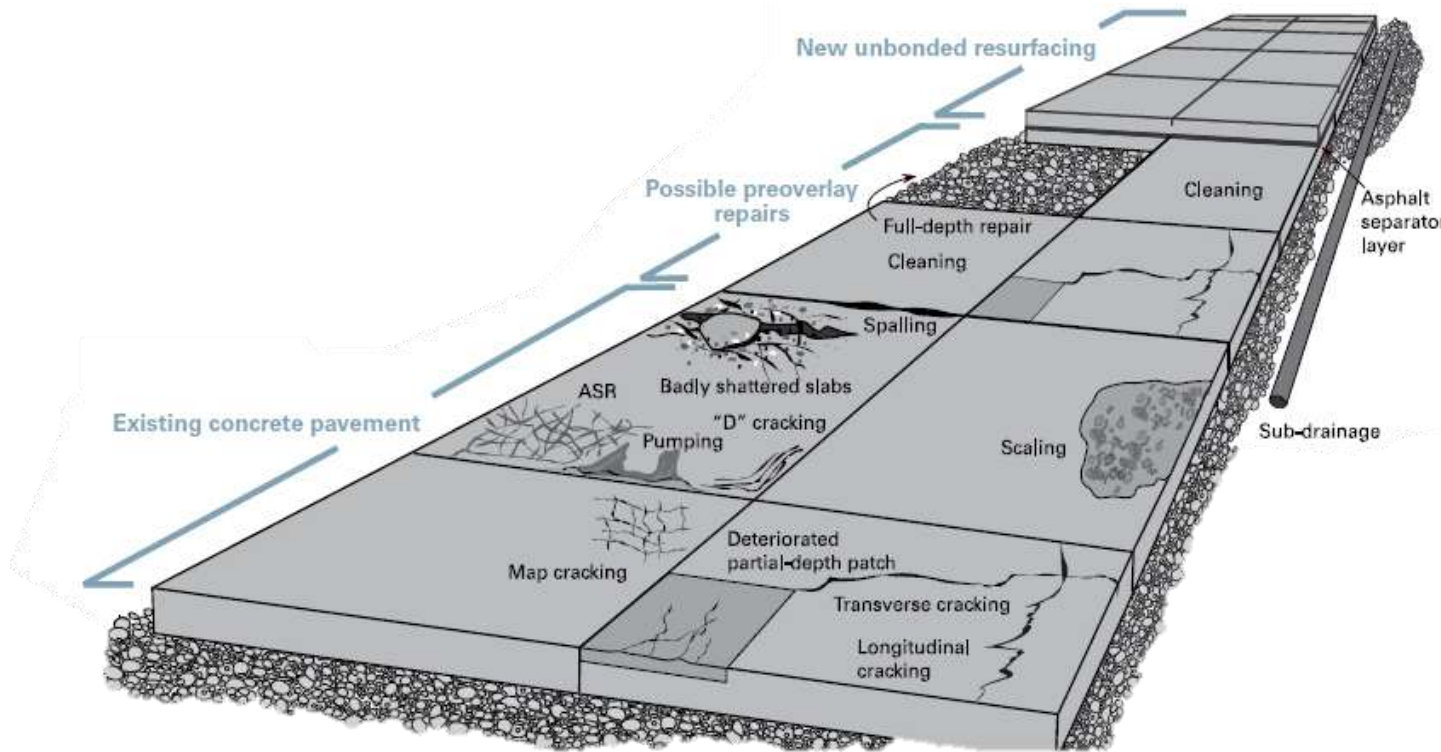 New unbonded resurfacing
Possible preoverlay
repairs
Existing concrete pavement
Cleaning
Asphalt
separator
layer
Full-depth repair
Cleaning
Spalling
Badly shattered slabs
ASR
"D" cracking
Pumping
Scaling
Sub-drainage
Map cracking
Deteriorated
partial-depth patch
Transverse cracking
Longitudinal
cracking